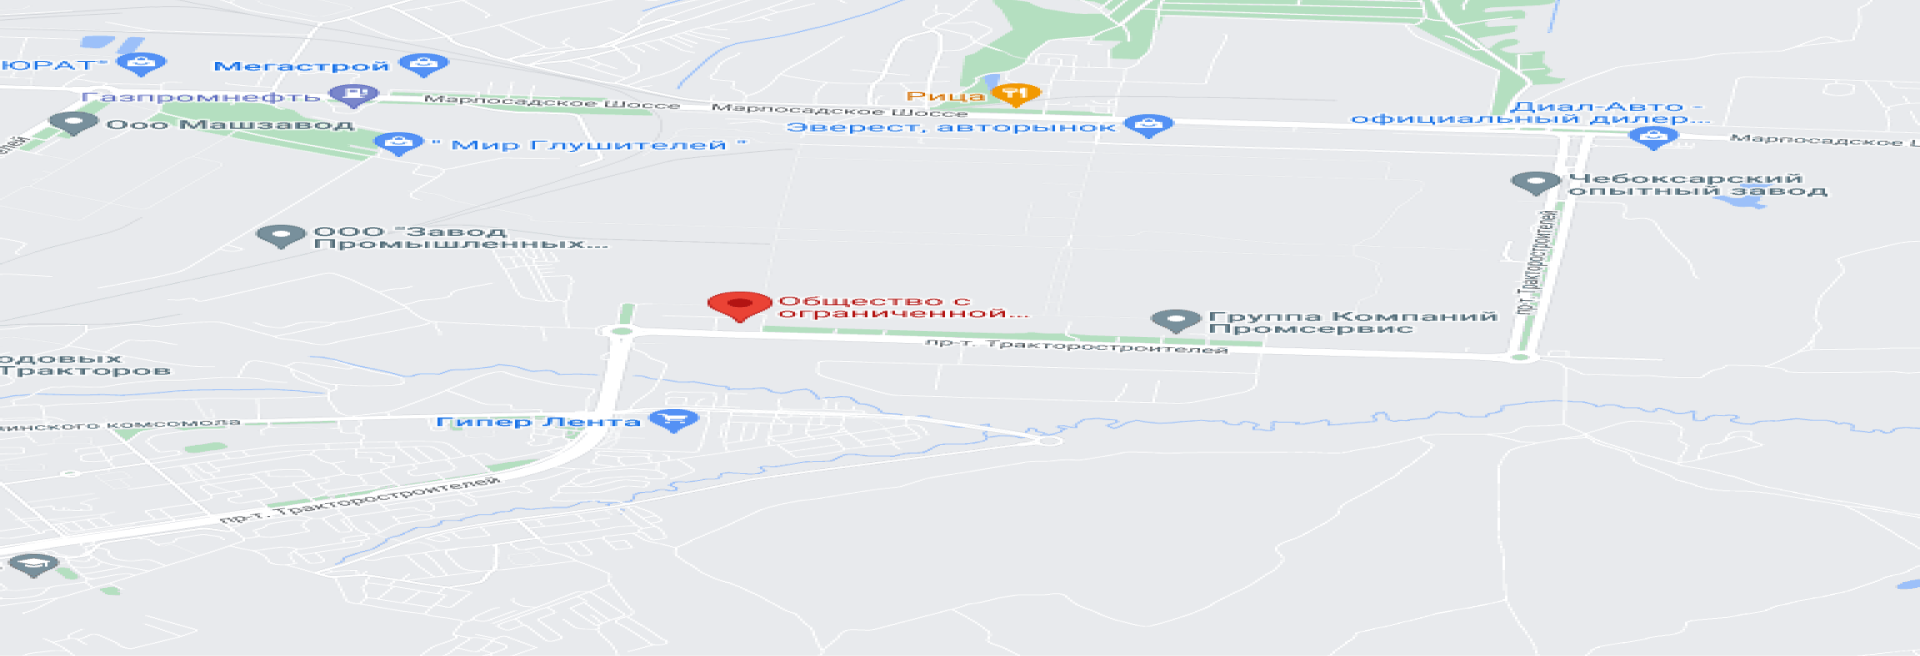 ЮРАТ"
Мегастрой
Газпромнефть
Марпосадское Шоссе
Марпосадское Шоссе
Рица
Диал-Авто -
официальный дилер...
Ооо Машзавод
Эверест, авторынок
" Мир Глушителей "
Марпосадское
Чебоксарский
опытный завод
ООО "Завод
Промышленных...
пр-т. Тракторостроителей
Общество с
ограниченной...
Группа Компаний
Промсервис
пр-т. Тракторостроителей
одовых
Тракторов
Гипер Лента
инского комсомола
пр-т. Тракторостроителей